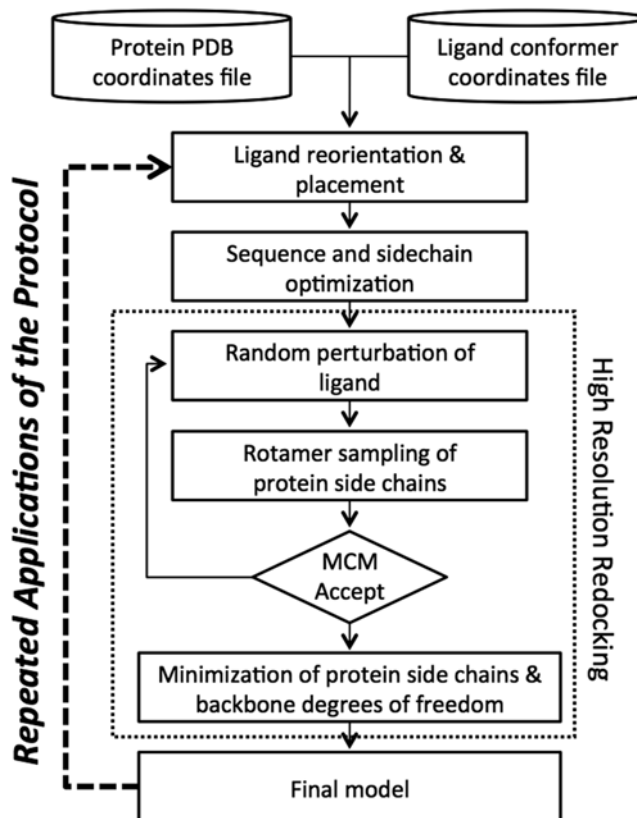 Protein PDB
coordinates file
Ligand conformer
coordinates file
Ligand reorientation &
placement
Sequence and sidechain
optimization
Random perturbation of
ligand
Rotamer sampling of
protein side chains
MCM
Accept
Minimization of protein side chains &
backbone degrees of freedom
Final model
Repeated Applications of the Protocol
High Resolution Redocking